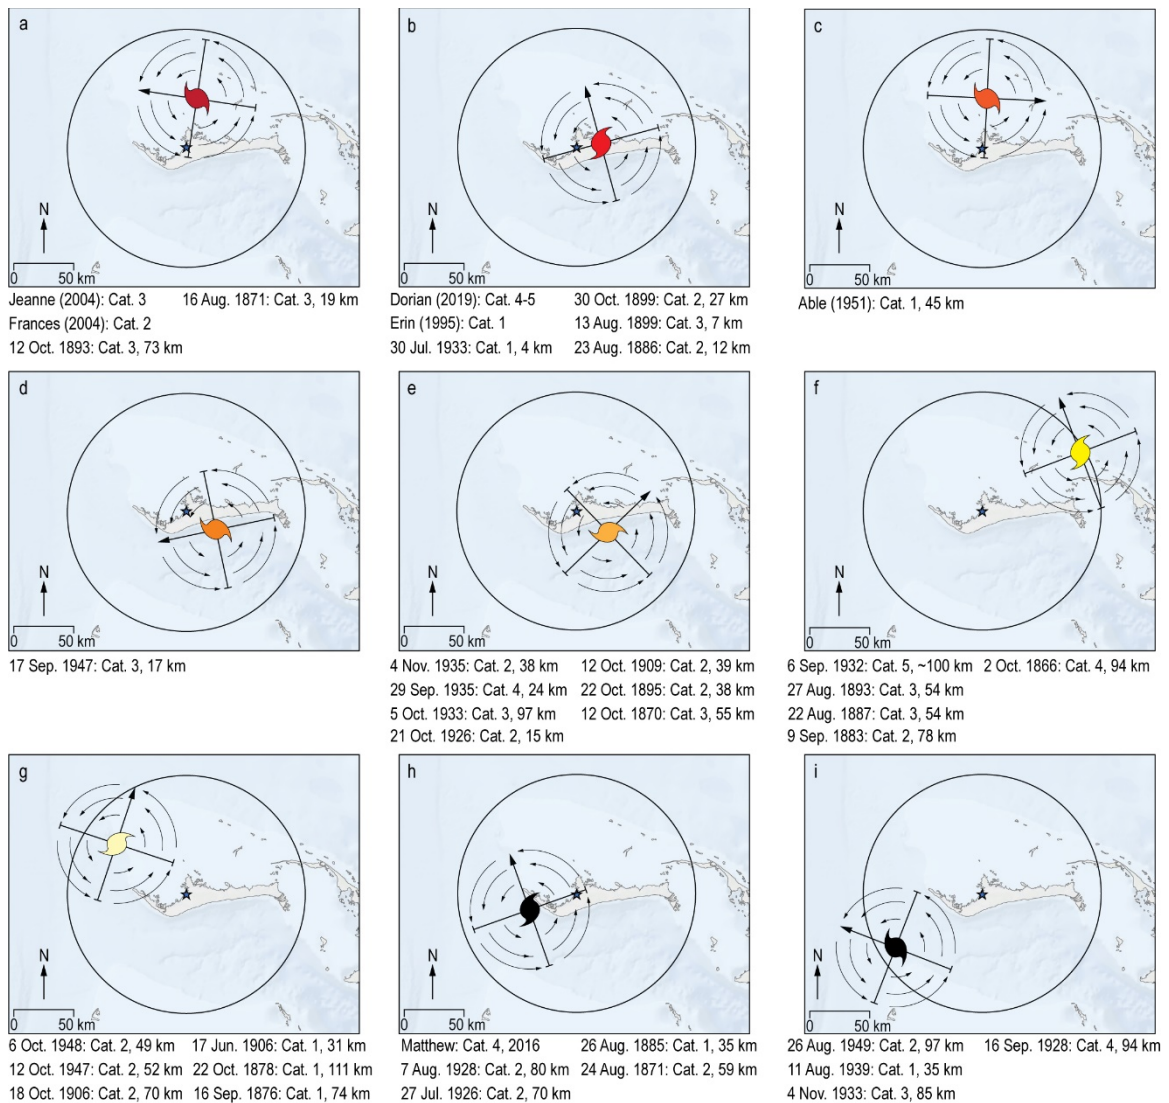 a
N
0 50 km
Jeanne (2004): Cat. 3 16 Aug. 1871: Cat. 3, 19 km
Frances (2004): Cat. 2
12 Oct. 1893: Cat. 3, 73 km
b
N
0 50 km
Dorian (2019): Cat. 4-5 30 Oct. 1899: Cat. 2, 27 km
Erin (1995): Cat. 1 13 Aug. 1899: Cat. 3, 7 km
30 Jul. 1933: Cat. 1, 4 km 23 Aug. 1886: Cat. 2, 12 km
c
N
0 50 km
Able (1951): Cat. 1, 45 km
d
N
0 50 km
17 Sep. 1947: Cat. 3, 17 km
e
N
0 50 km
4 Nov. 1935: Cat. 2, 38 km 12 Oct. 1909: Cat. 2, 39 km
29 Sep. 1935: Cat. 4, 24 km 22 Oct. 1895: Cat. 2, 38 km
5 Oct. 1933: Cat. 3, 97 km 12 Oct. 1870: Cat. 3, 55 km
21 Oct. 1926: Cat. 2, 15 km
f
N
0 50 km
6 Sep. 1932: Cat. 5, ~100 km 2 Oct. 1866: Cat. 4, 94 km
27 Aug. 1893: Cat. 3, 54 km
22 Aug. 1887: Cat. 3, 54 km
9 Sep. 1883: Cat. 2, 78 km
g
N
0 50 km
6 Oct. 1948: Cat. 2, 49 km 17 Jun. 1906: Cat. 1, 31 km
12 Oct. 1947: Cat. 2, 52 km 22 Oct. 1878: Cat. 1, 111 km
18 Oct. 1906: Cat. 2, 70 km 16 Sep. 1876: Cat. 1, 74 km
h
N
0 50 km
Matthew: Cat. 4, 2016 26 Aug. 1885: Cat. 1, 35 km
7 Aug. 1928: Cat. 2, 80 km 24 Aug. 1871: Cat. 2, 59 km
27 Jul. 1926: Cat. 2, 70 km
i
N
0 50 km
26 Aug. 1949: Cat. 2, 97 km 16 Sep. 1928: Cat. 4, 94 km
11 Aug. 1939: Cat. 1, 35 km
4 Nov. 1933: Cat. 3, 85 km